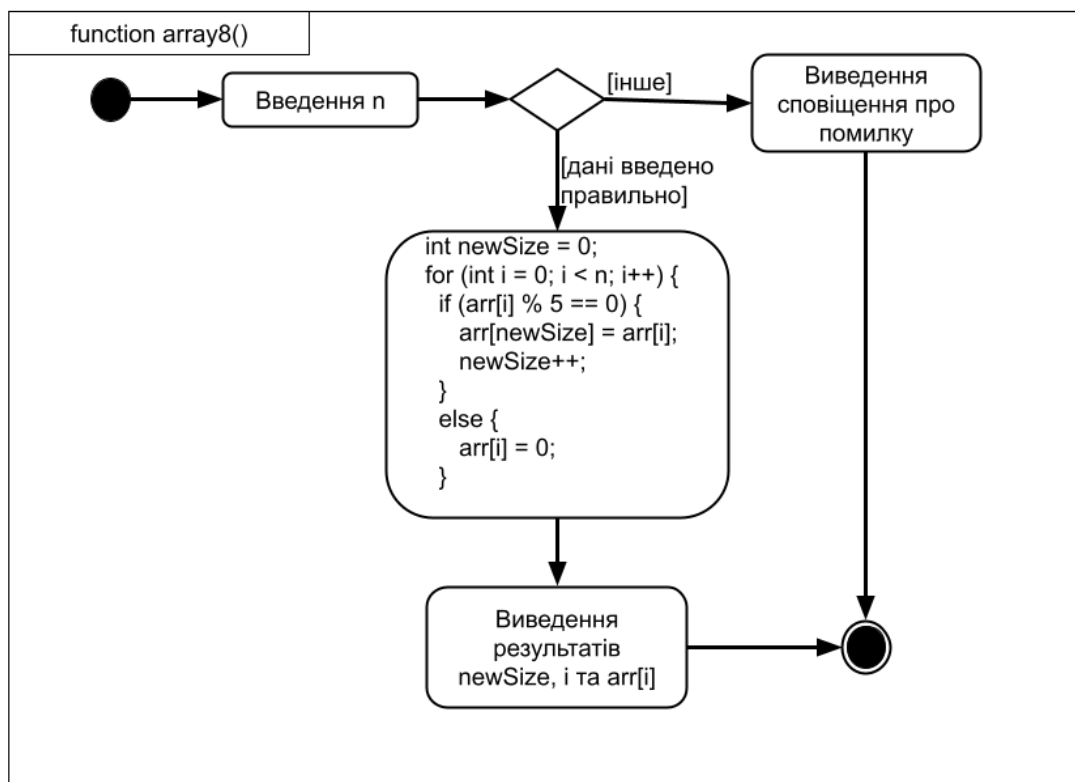 function array8()
Введення n
[інше]
Виведення
сповіщення про
помилку
[дані введено
правильно]
int newSize = 0;
for (int i = 0; i < n; i++) {
if (arr[i] % 5 == 0) {
arr[newSize] = arr[i];
newSize++;
}
else {
arr[i] = 0;
}
Виведення
результатів
newSize, і та arr[i]